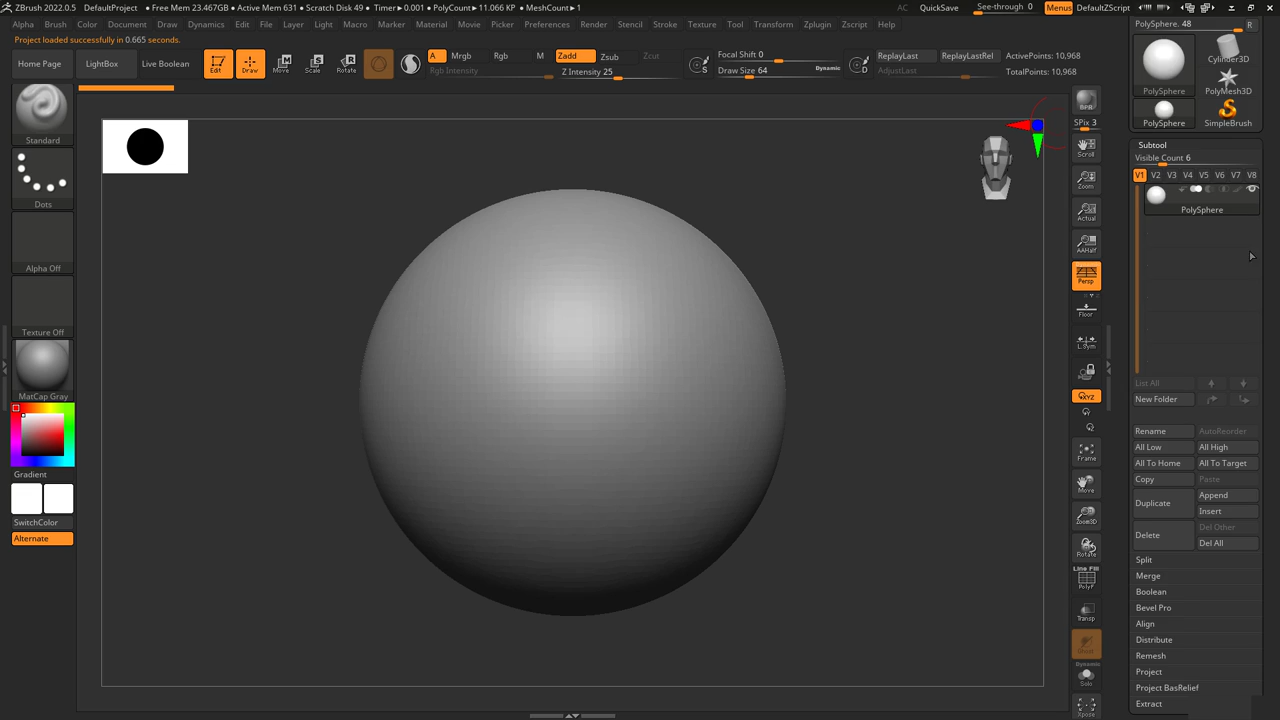 ZBrush 2022.0.5 DefaultProject • Free Mem 23.467GB • Active Mem 631 • Scratch Disk 49 • Timer▶0.001 • PolyCount▶11.066 KP • MeshCount▶1
AC QuickSave See-through 0 Menus DefaultZScript
Alpha Brush Color Document Draw Dynamics Edit File Layer Light Macro Marker Material Movie Picker Preferences Render Stencil Stroke Texture Tool Transform Zplugin Zscript Help
Project loaded successfully in 0.665 seconds.
Home Page LightBox Live Boolean
Edit Draw Move Scale Rotate
A Mrgb Rgb M Zadd Zsub Zcut
Rgb Intensity Z Intensity 25
Focal Shift 0
Draw Size 64 Dynamic
S D
ReplayLast ReplayLastRel ActivePoints: 10,968
AdjustLast TotalPoints: 10,968
Standard
Dots
Alpha Off
Texture Off
MatCap Gray
Gradient
SwitchColor
Alternate
BPR
SPix 3
Scroll
Zoom
Actual
AAHalf
Persp
Floor
L.Sym
XYZ
Frame
Move
Zoom3D
Rotate
Line Fill
PolyF
Transp
Ghost
Dynamic
Solo
Xpose
PolySphere. 48 R
Cylinder3D
PolySphere PolyMesh3D
PolySphere SimpleBrush
Subtool
Visible Count 6
V1 V2 V3 V4 V5 V6 V7 V8
PolySphere
List All
New Folder
Rename AutoReorder
All Low All High
All To Home All To Target
Copy Paste
Duplicate Append
Insert
Delete Del Other
Del All
Split
Merge
Boolean
Bevel Pro
Align
Distribute
Remesh
Project
Project BasRelief
Extract